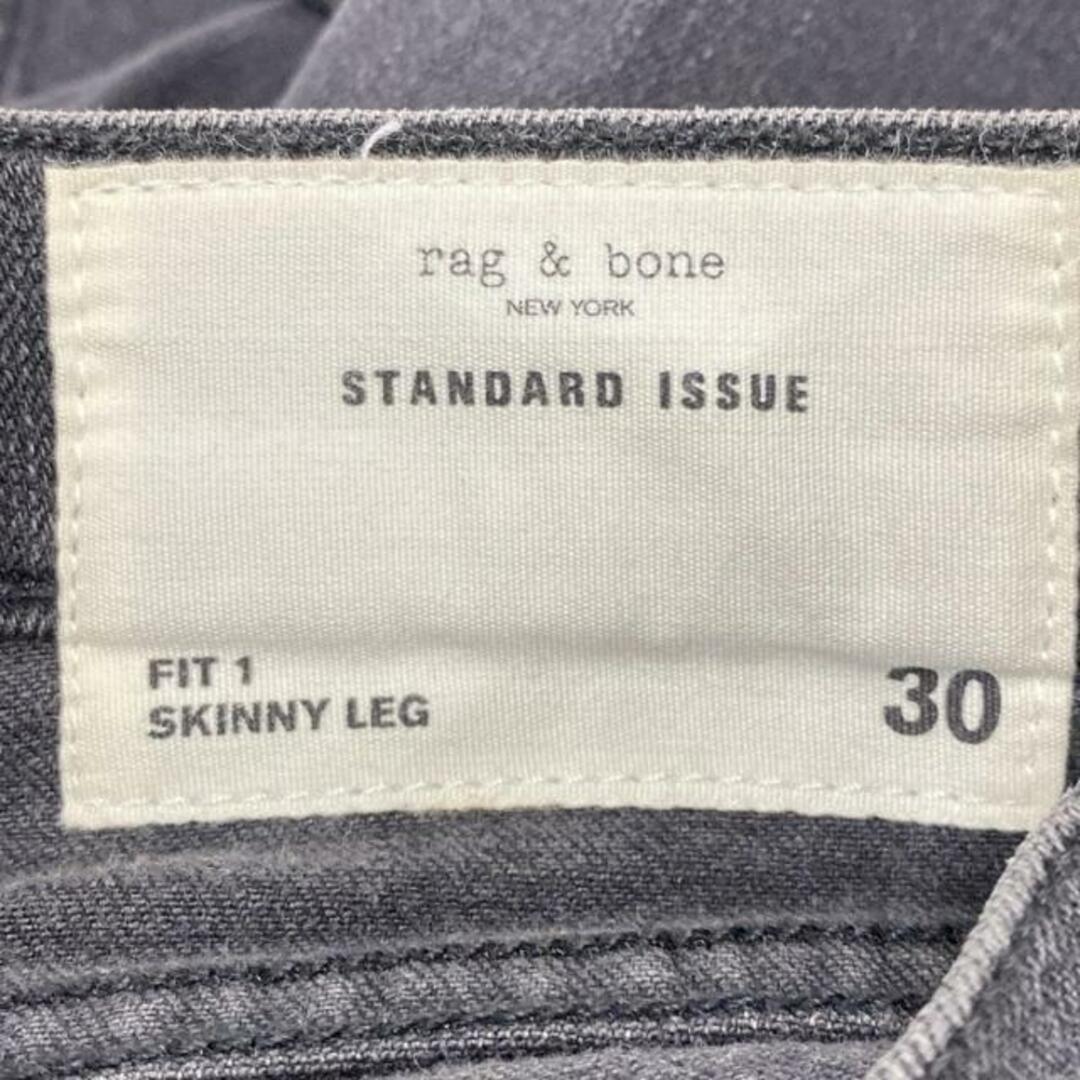 rag & bone
NEW YORK
STANDARD ISSUE
FIT 1
SKINNY LEG
30